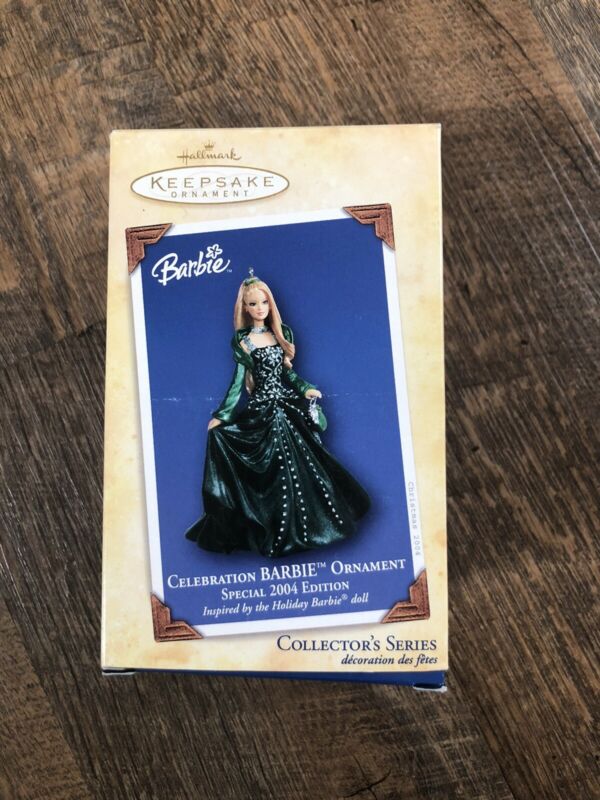 Hallmark
KEEPSAKE
ORNAMENT
Barbie™
Christmas 2004
CELEBRATION BARBIE™ ORNAMENT
SPECIAL 2004 EDITION
Inspired by the Holiday Barbie® doll
COLLECTOR'S SERIES
décoration des fêtes